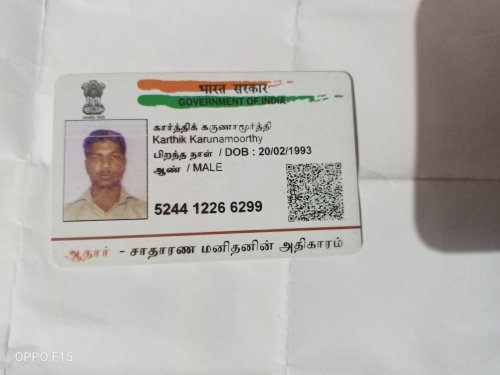 भारत सरकार
GOVERNMENT OF INDIA
கார்த்திக் கருணாமூர்த்தி
Karthik Karunamoorthy
பிறந்த நாள் / DOB : 20/02/1993
ஆண் / MALE
5244 1226 6299
ஆதார் - சாதாரண மனிதனின் அதிகாரம்
OPPO F15